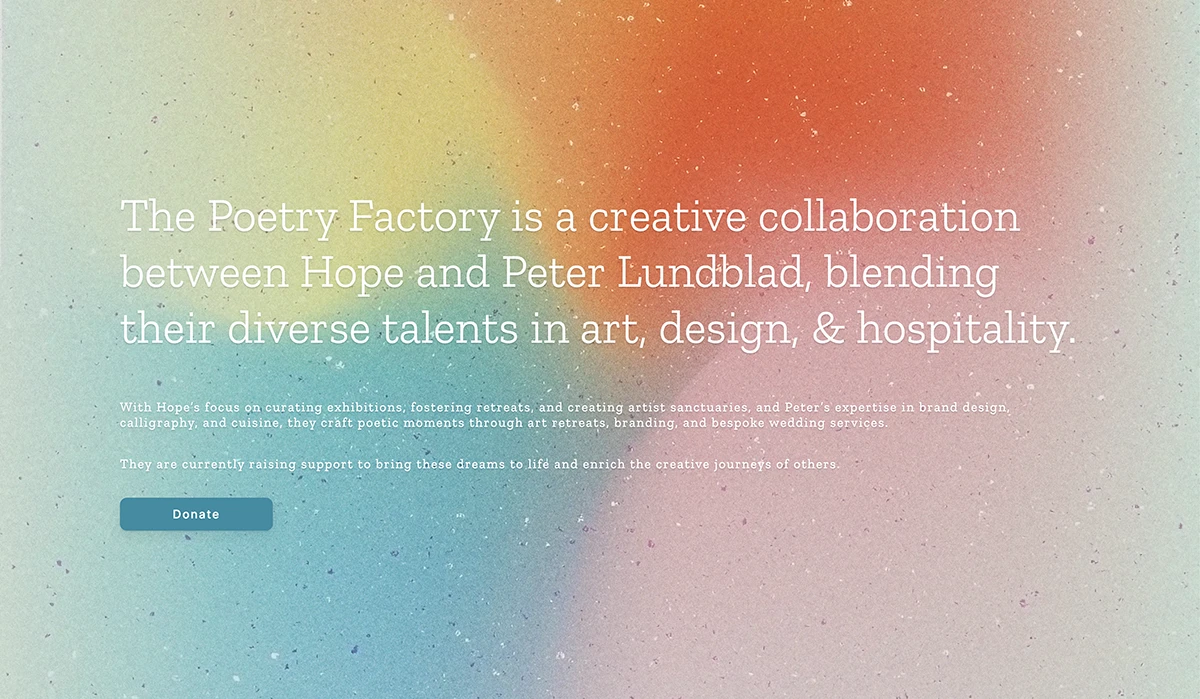 The Poetry Factory is a creative collaboration
between Hope and Peter Lundblad, blending
their diverse talents in art, design, & hospitality.
With Hope's focus on curating exhibitions, fostering retreats, and creating artist sanctuaries, and Peter's expertise in brand design,
calligraphy, and cuisine, they craft poetic moments through art retreats, branding, and bespoke wedding services.
They are currently raising support to bring these dreams to life and enrich the creative journeys of others.
Donate